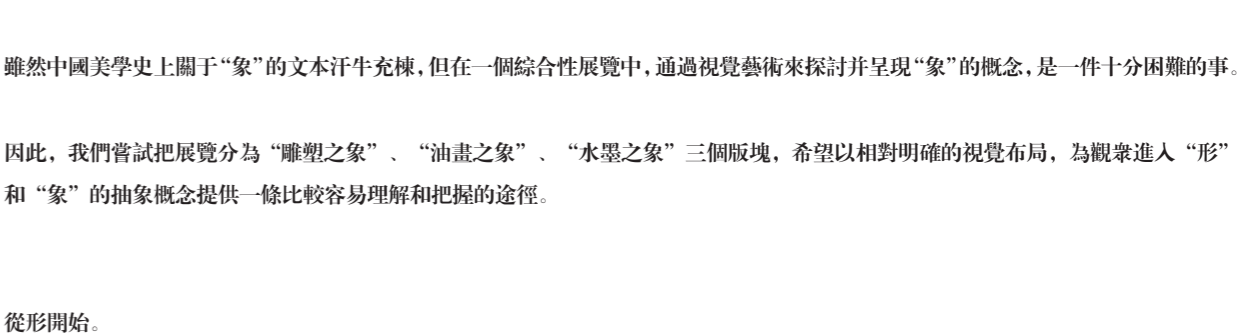 雖然中國美學史上關于“象”的文本汗牛充棟，但在一個綜合性展覽中，通過視覺藝術來探討并呈現“象”的概念，是一件十分困難的事。
因此，我們嘗試把展覽分為“雕塑之象”、“油畫之象”、“水墨之象”三個版塊，希望以相對明確的視覺布局，為觀衆進入“形”
和“象”的抽象概念提供一條比較容易理解和把握的途徑。
從形開始。